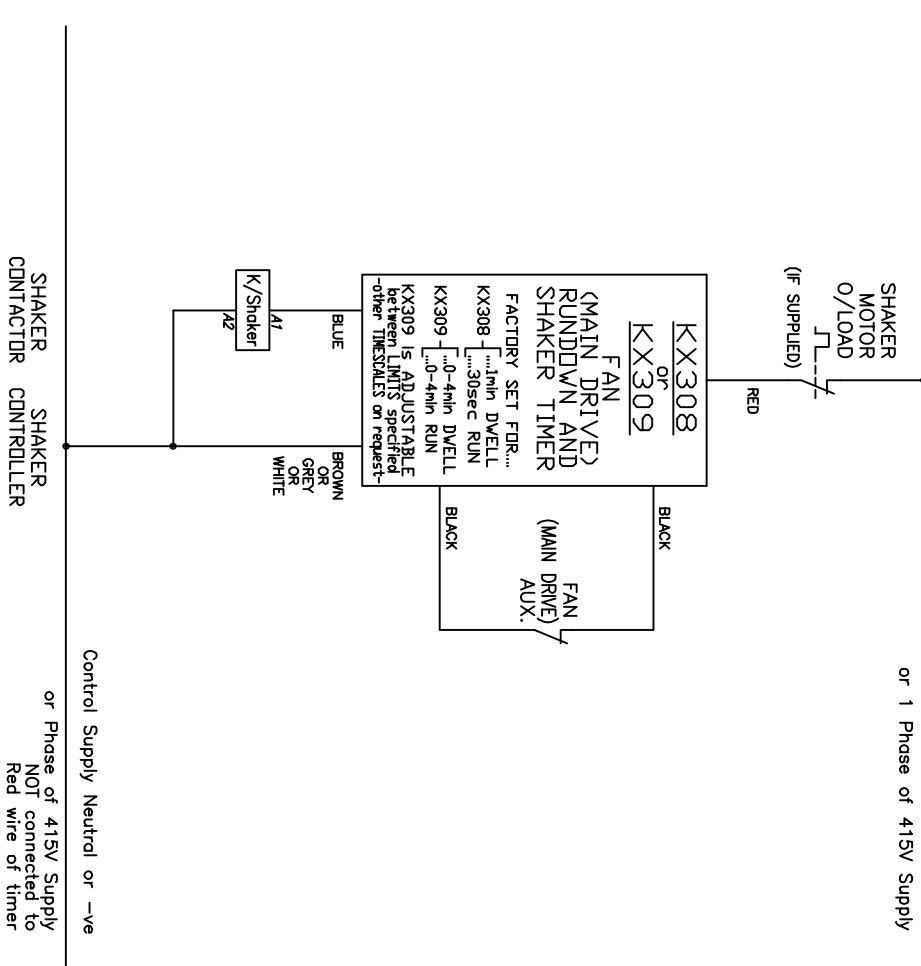 or 1 Phase of 415V Supply
SHAKER
MOTOR
O/LOAD
(IF SUPPLIED)
RED
KX308
or
KX309
FAN
(MAIN DRIVE)
RUNDOWN AND
SHAKER TIMER
FACTORY SET FOR....
KX308 - ....1min DWELL
....30sec RUN
KX309 - ...0-4min DWELL
...0-4min RUN
KX309 is ADJUSTABLE
between LIMITS specified
-other TIMESCALES on request-
BLACK
FAN
(MAIN DRIVE)
AUX.
BLACK
BLUE
BROWN
OR
GREY
OR
WHITE
A1
K/Shaker
A2
Control Supply Neutral or -ve
or Phase of 415V Supply
NOT connected to
Red wire of timer
SHAKER
CONTACTOR
SHAKER
CONTROLLER